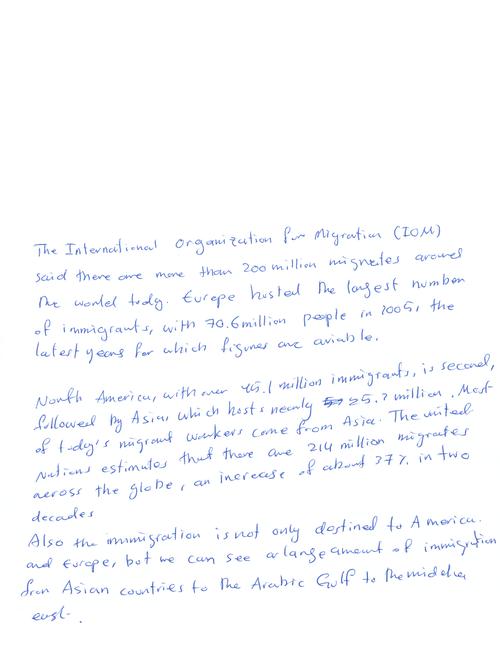 The International Organization for Migration (IOM)
said there are more than 200 million migrates around
the world today. Europe hosted the largest number
of immigrants, with 70.6 million people in 2005, the
latest years for which figures are aviable.
North America, with over 45.1 million immigrants, is second,
followed by Asia, which hosts nearly 25.3 million. Most
of today's migrant workers come from Asia. The united
Nations estimates that there are 214 million migrates
across the globe, an increase of about 37% in two
decades
Also the immigration is not only destined to America.
and Europe, but we can see a large amount of immigration
from Asian countries to the Arabic Gulf to the middle
east.